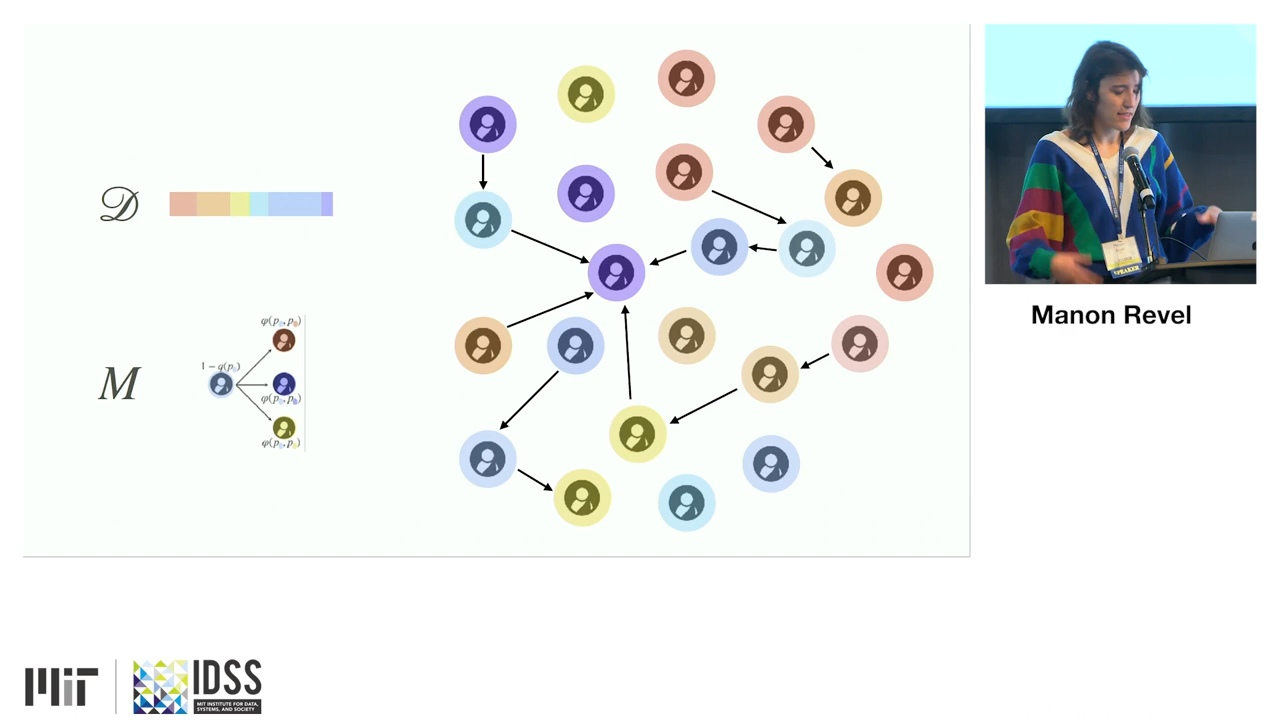 𝒟
M
φ(p, p)
1 − q(p)
φ(p, p)
φ(p, p)
SPEAKER
Manon Revel
MIT
IDSS
MIT INSTITUTE FOR DATA,
SYSTEMS, AND SOCIETY